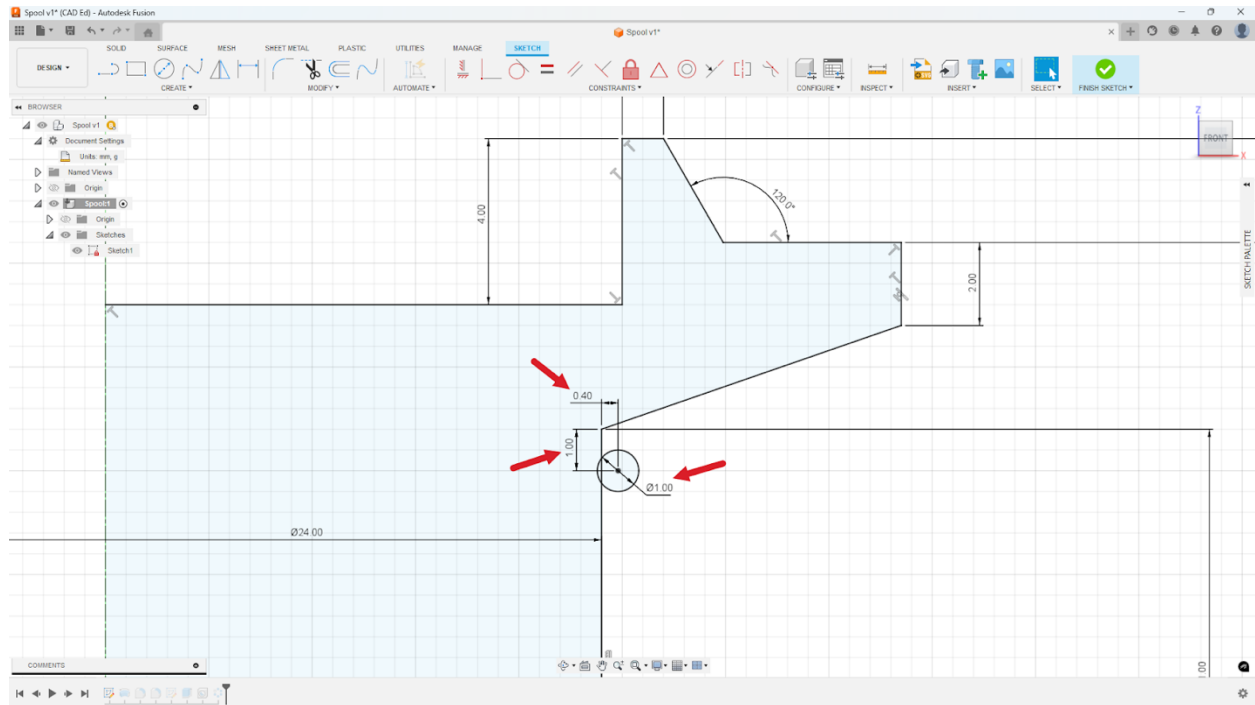 Spool v1* (CAD Ed) - Autodesk Fusion
Spool v1*
SOLID SURFACE MESH SHEET METAL PLASTIC UTILITIES MANAGE SKETCH
DESIGN
CREATE MODIFY AUTOMATE CONSTRAINTS CONFIGURE INSPECT INSERT SELECT FINISH SKETCH
BROWSER
Spool v1
Document Settings
Units: mm, g
Named Views
Origin
Spool:1
Origin
Sketches
Sketch1
Z
FRONT
X
SKETCH PALETTE
4.00
120.0°
2.00
0.40
1.00
Ø1.00
Ø24.00
COMMENTS